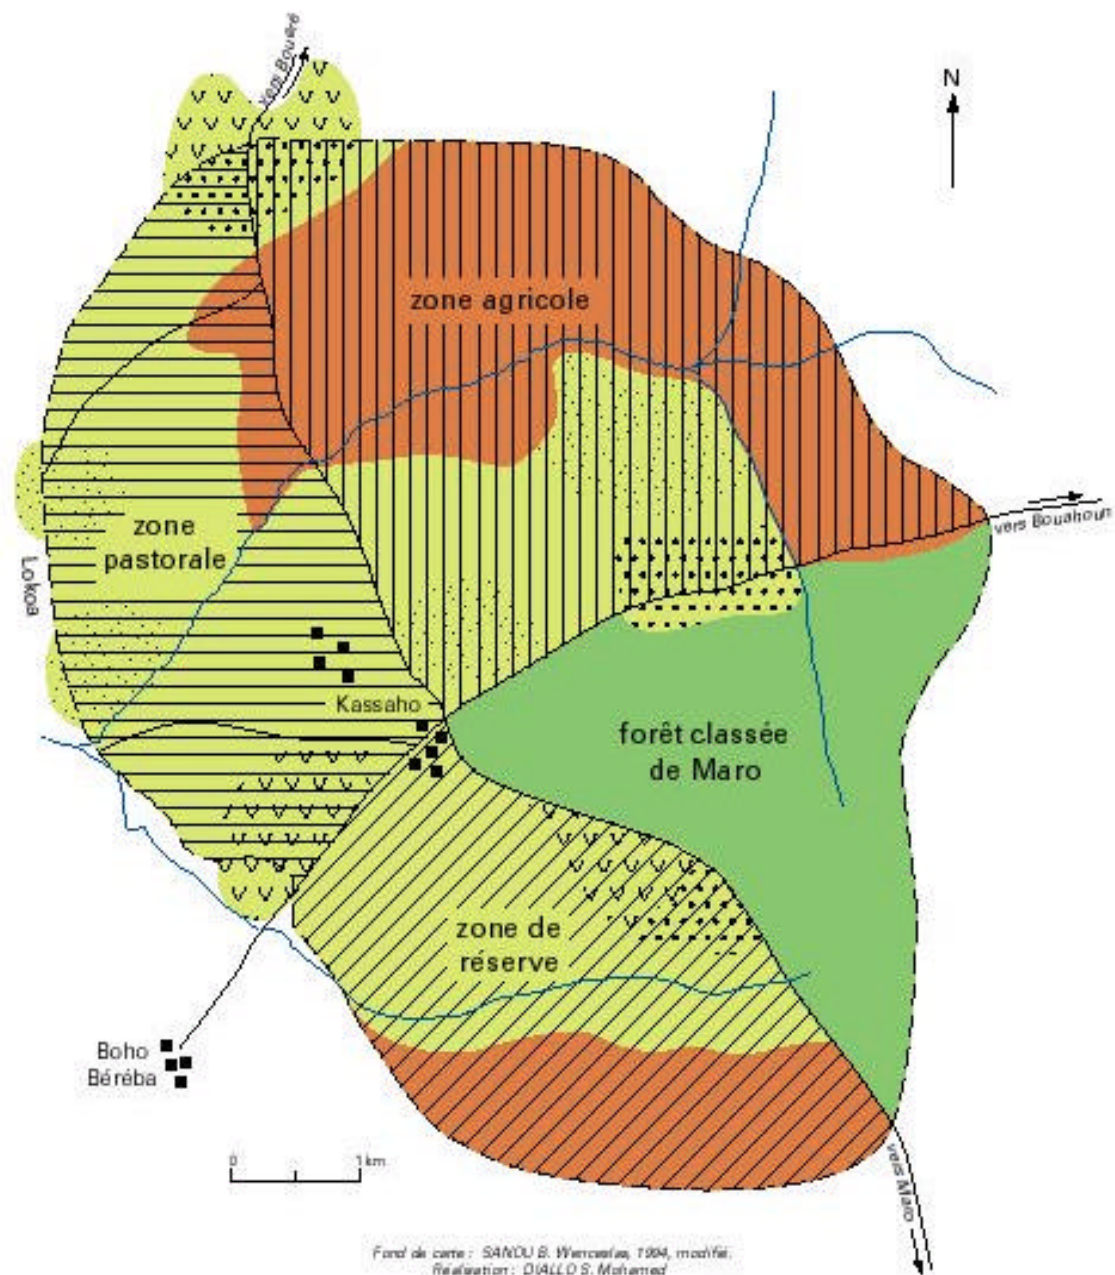 vers Bouéré
N
zone agricole
zone
pastorale
Lokoa
vers Bouahoun
Kassaho
forêt classée
de Maro
zone de
réserve
Boho
Béréba
0 1 km
vers Maro
Fond de carte : SANOU B. Wenceslas, 1994, modifié.
Réalisation : DIALLO S. Mohamed